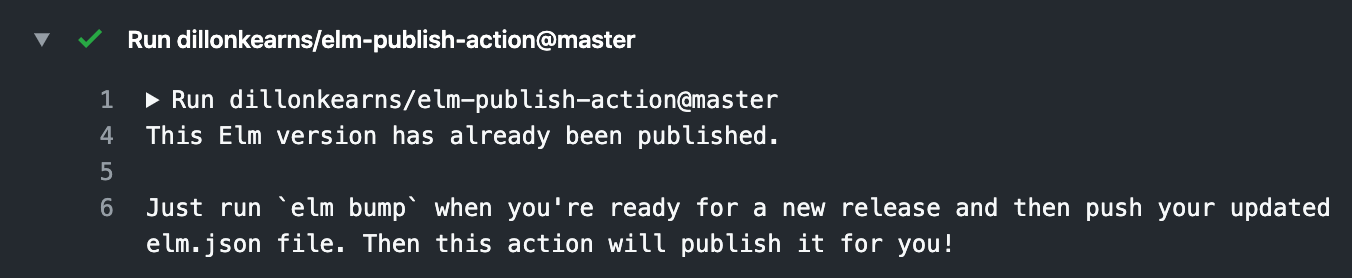 ▼ ✓ Run dillonkearns/elm-publish-action@master
1 ▶ Run dillonkearns/elm-publish-action@master
4 This Elm version has already been published.
5
6 Just run `elm bump` when you're ready for a new release and then push your updated
elm.json file. Then this action will publish it for you!